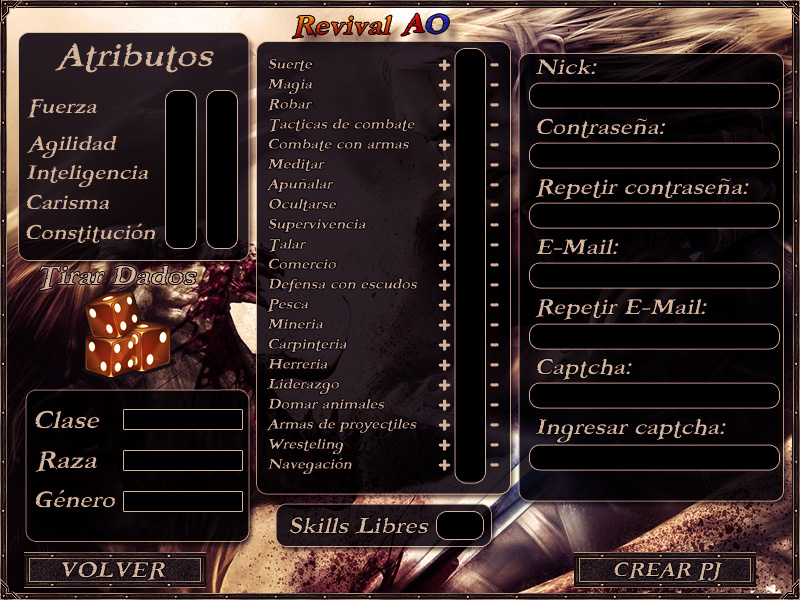 Revival AO
Atributos
Fuerza
Agilidad
Inteligencia
Carisma
Constitución
Tirar Dados
Clase
Raza
Género
VOLVER
Suerte + -
Magia + -
Robar + -
Tacticas de combate + -
Combate con armas + -
Meditar + -
Apuñalar + -
Ocultarse + -
Supervivencia + -
Talar + -
Comercio + -
Defensa con escudos + -
Pesca + -
Mineria + -
Carpinteria + -
Herreria + -
Liderazgo + -
Domar animales + -
Armas de proyectiles + -
Wresteling + -
Navegación + -
Skills Libres
Nick:
Contraseña:
Repetir contraseña:
E-Mail:
Repetir E-Mail:
Captcha:
Ingresar captcha:
CREAR PJ